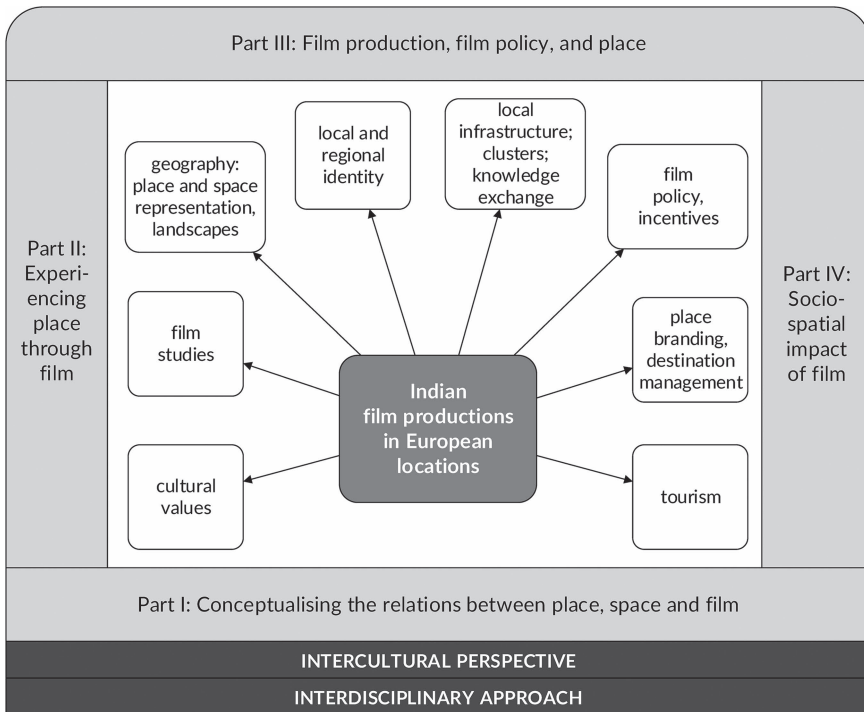 Part III: Film production, film policy, and place
Part II:
Experi-
encing
place
through
film
geography:
place and space
representation,
landscapes
local and
regional
identity
local
infrastructure;
clusters;
knowledge
exchange
film
policy,
incentives
film
studies
place
branding,
destination
management
cultural
values
Indian
film productions
in European
locations
tourism
Part IV:
Socio-
spatial
impact
of film
Part I: Conceptualising the relations between place, space and film
INTERCULTURAL PERSPECTIVE
INTERDISCIPLINARY APPROACH